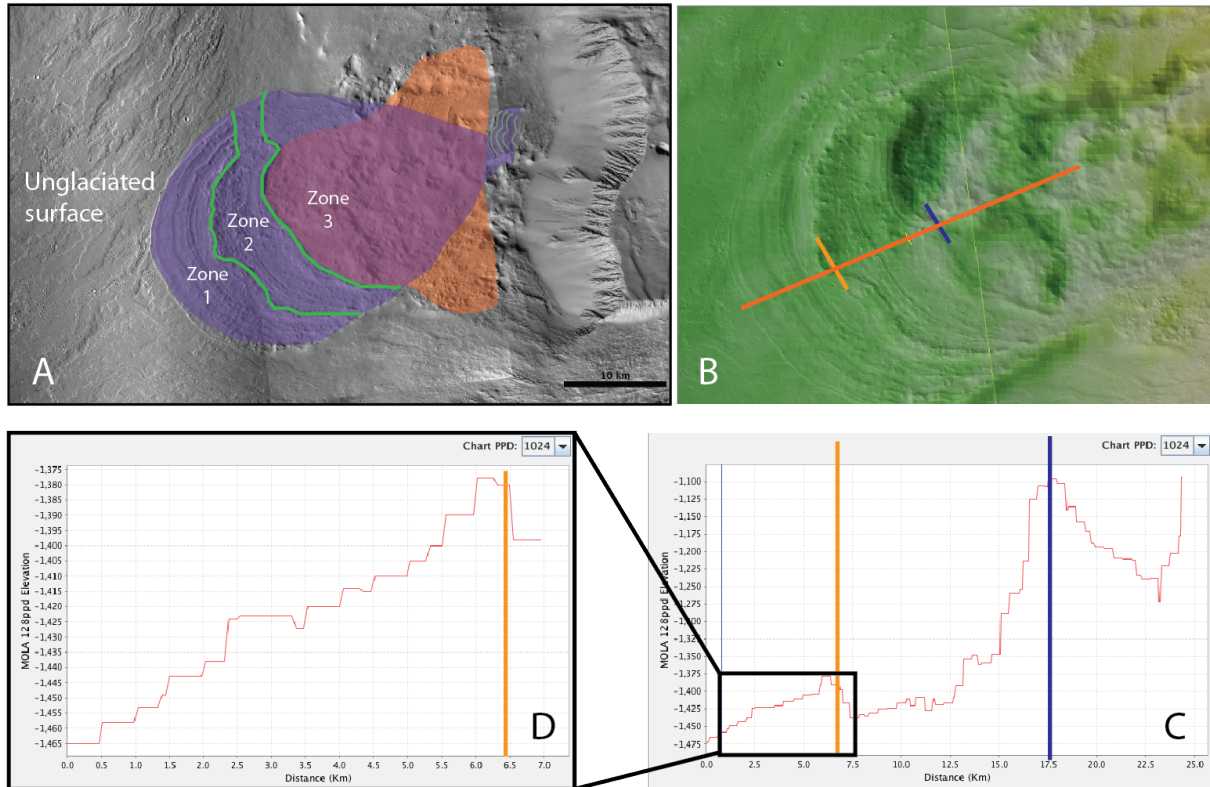 Unglaciated
surface
Zone
1
Zone
2
Zone
3
A
10 km
B
Chart PPD: 1024
-1,375
-1,380
-1,385
-1,390
-1,395
-1,400
-1,405
-1,410
-1,415
-1,420
-1,425
-1,430
-1,435
-1,440
-1,445
-1,450
-1,455
-1,460
-1,465
MOLA 128ppd Elevation
0.0 0.5 1.0 1.5 2.0 2.5 3.0 3.5 4.0 4.5 5.0 5.5 6.0 6.5 7.0
Distance (Km)
D
Chart PPD: 1024
-1,100
-1,125
-1,150
-1,175
-1,200
-1,225
-1,250
-1,275
-1,300
-1,325
-1,350
-1,375
-1,400
-1,425
-1,450
-1,475
MOLA 128ppd Elevation
0.0 2.5 5.0 7.5 10.0 12.5 15.0 17.5 20.0 22.5 25.0
Distance (Km)
C